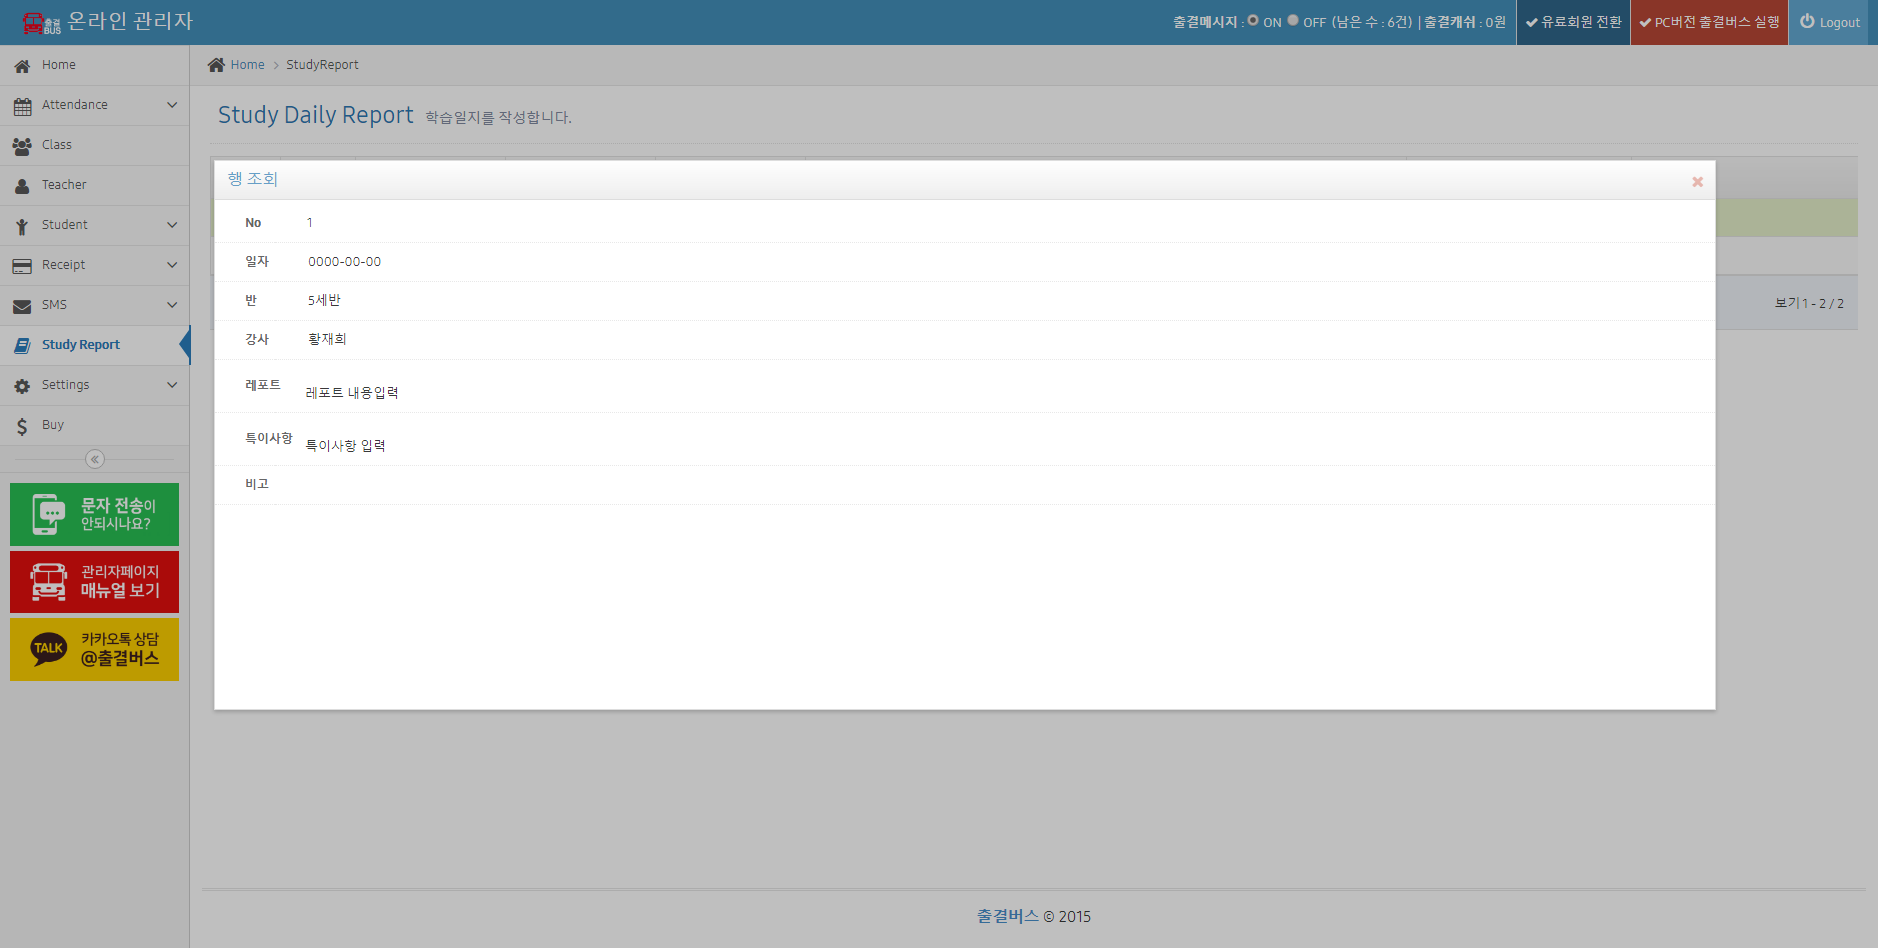 출결
BUS
온라인 관리자
출결메시지 : ON OFF (남은 수 : 6건) | 출결캐쉬 : 0원
유료회원 전환
PC버전 출결버스 실행
Logout
Home
Attendance
Class
Teacher
Student
Receipt
SMS
Study Report
Settings
Buy
문자 전송이
안되시나요?
관리자페이지
매뉴얼 보기
TALK
카카오톡 상담
@출결버스
Home > StudyReport
Study Daily Report 학습일지를 작성합니다.
행 조회
No 1
일자 0000-00-00
반 5세반
강사 황재희
레포트 레포트 내용입력
특이사항 특이사항 입력
비고
보기 1 - 2 / 2
출결버스 © 2015